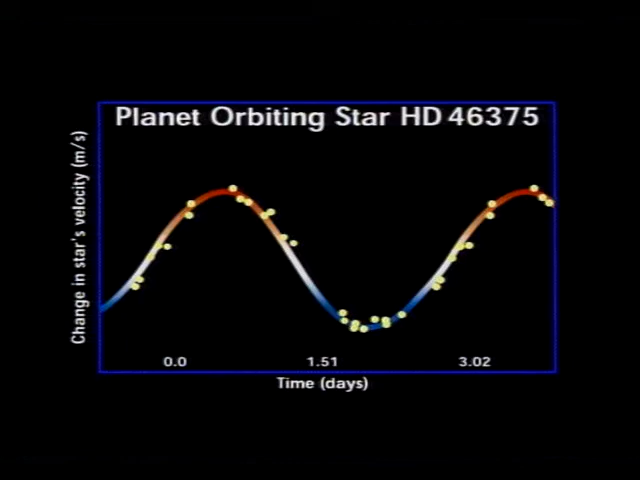 Planet Orbiting Star HD 46375
Change in star's velocity (m/s)
0.0 1.51 3.02
Time (days)